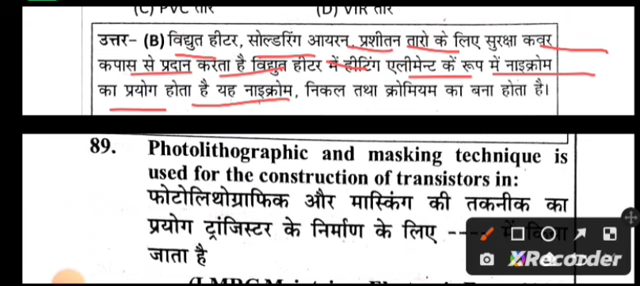 (C) PVC तार (D) VIR तार
उत्तर– (B) विद्युत हीटर, सोल्डरिंग आयरन, प्रशीतन तारो के लिए सुरक्षा कवर
कपास से प्रदान करता है विद्युत हीटर में हीटिंग एलीमेन्ट के रूप में नाइक्रोम
का प्रयोग होता है यह नाइक्रोम, निकल तथा क्रोमियम का बना होता है।
89. Photolithographic and masking technique is
used for the construction of transistors in:
फोटोलिथोग्राफिक और मास्किंग की तकनीक का
प्रयोग ट्रांजिस्टर के निर्माण के लिए ---- में किया
जाता है
XRecorder